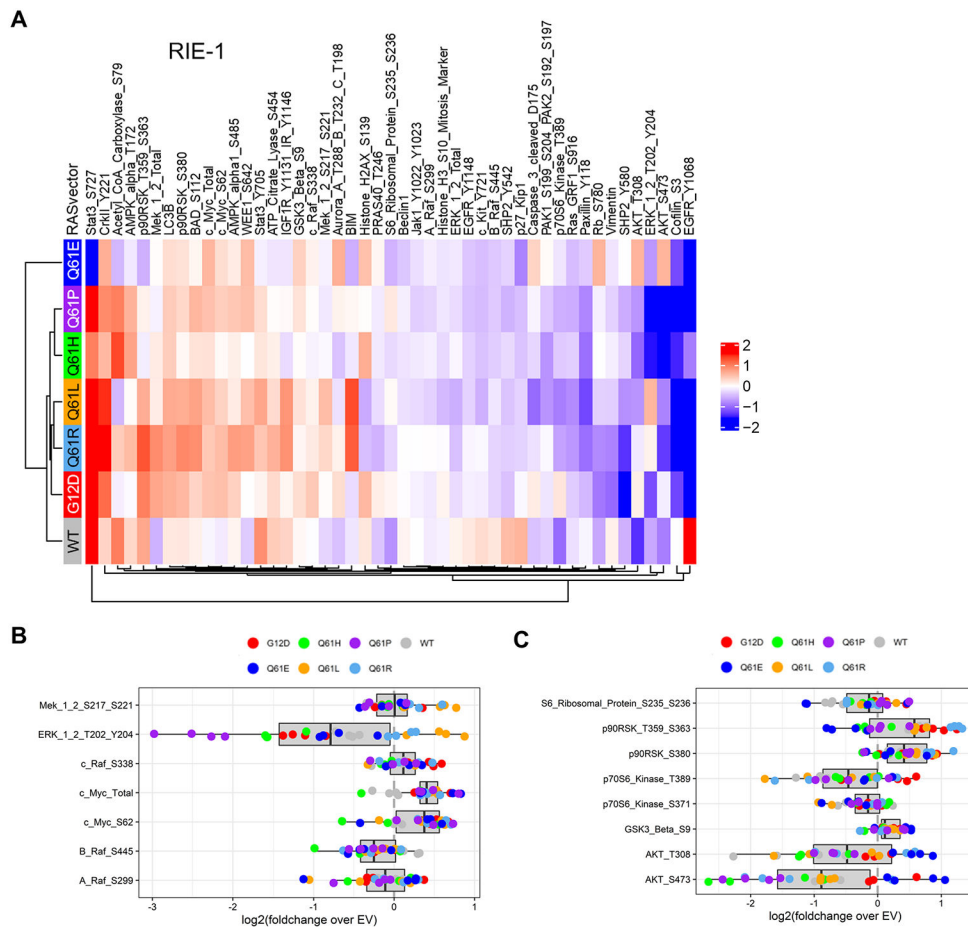 A
RIE-1
RASvector
Stat3_S727
CrkII_Y221
Acetyl_CoA_Carboxylase_S79
AMPK_alpha_T172
p90RSK_T359_S363
Mek_1_2_Total
LC3B
p90RSK_S380
BAD_S112
c_Myc_Total
c_Myc_S62
AMPK_alpha1_S485
WEE1_S642
Stat3_Y705
ATP_Citrate_Lyase_S454
IGF1R_Y1131_IR_Y1146
GSK3_Beta_S9
c_Raf_S338
Mek_1_2_S217_S221
Aurora_A_T288_B_T232_C_T198
BIM
Histone_H2AX_S139
PRAS40_T246
S6_Ribosomal_Protein_S235_S236
Beclin1
Jak1_Y1022_Y1023
A_Raf_S299
Histone_H3_S10_Mitosis_Marker
ERK_1_2_Total
EGFR_Y1148
c_Kit_Y721
B_Raf_S445
SHP2_Y542
p27_Kip1
Caspase_3_cleaved_D175
PAK1_S199_S204_PAK2_S192_S197
p70S6_Kinase_T389
Ras_GRF1_S916
Paxillin_Y118
Rb_S780
Vimentin
SHP2_Y580
AKT_T308
ERK_1_2_T202_Y204
AKT_S473
Cofilin_S3
EGFR_Y1068
Q61E
Q61P
Q61H
Q61L
Q61R
G12D
WT
2
1
0
−1
−2
B
G12D Q61H Q61P WT
Q61E Q61L Q61R
Mek_1_2_S217_S221
ERK_1_2_T202_Y204
c_Raf_S338
c_Myc_Total
c_Myc_S62
B_Raf_S445
A_Raf_S299
-3 -2 -1 0 1
log2(foldchange over EV)
C
G12D Q61H Q61P WT
Q61E Q61L Q61R
S6_Ribosomal_Protein_S235_S236
p90RSK_T359_S363
p90RSK_S380
p70S6_Kinase_T389
p70S6_Kinase_S371
GSK3_Beta_S9
AKT_T308
AKT_S473
-2 -1 0 1
log2(foldchange over EV)